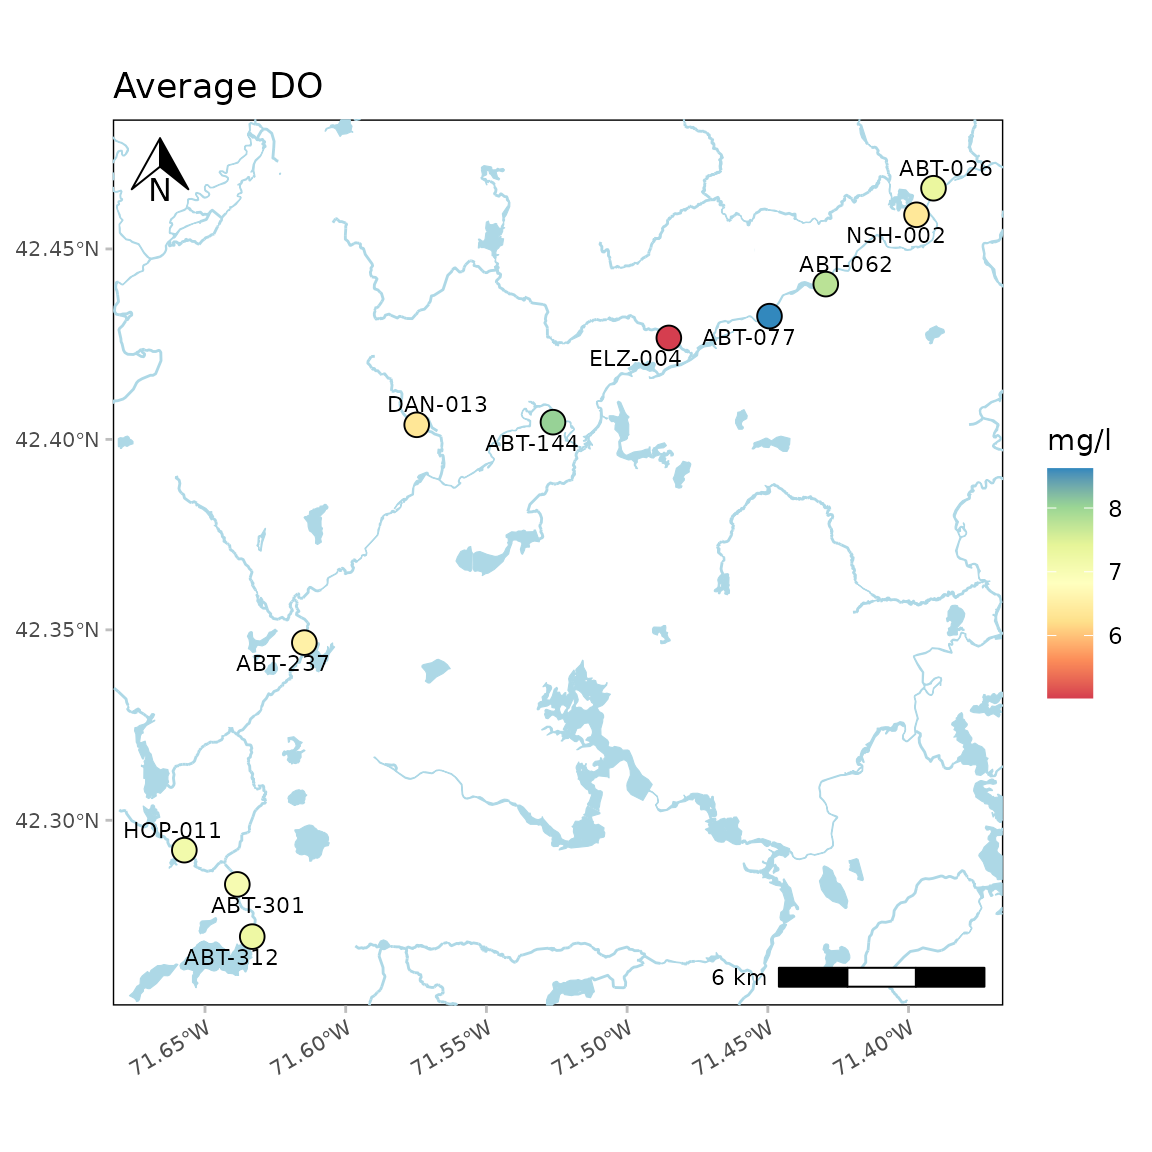 Average DO
N
ABT-026
NSH-002
ABT-062
ABT-077
ELZ-004
DAN-013
ABT-144
ABT-237
HOP-011
ABT-301
ABT-312
6 km
42.45°N
42.40°N
42.35°N
42.30°N
71.65°W
71.60°W
71.55°W
71.50°W
71.45°W
71.40°W
mg/l
8
7
6